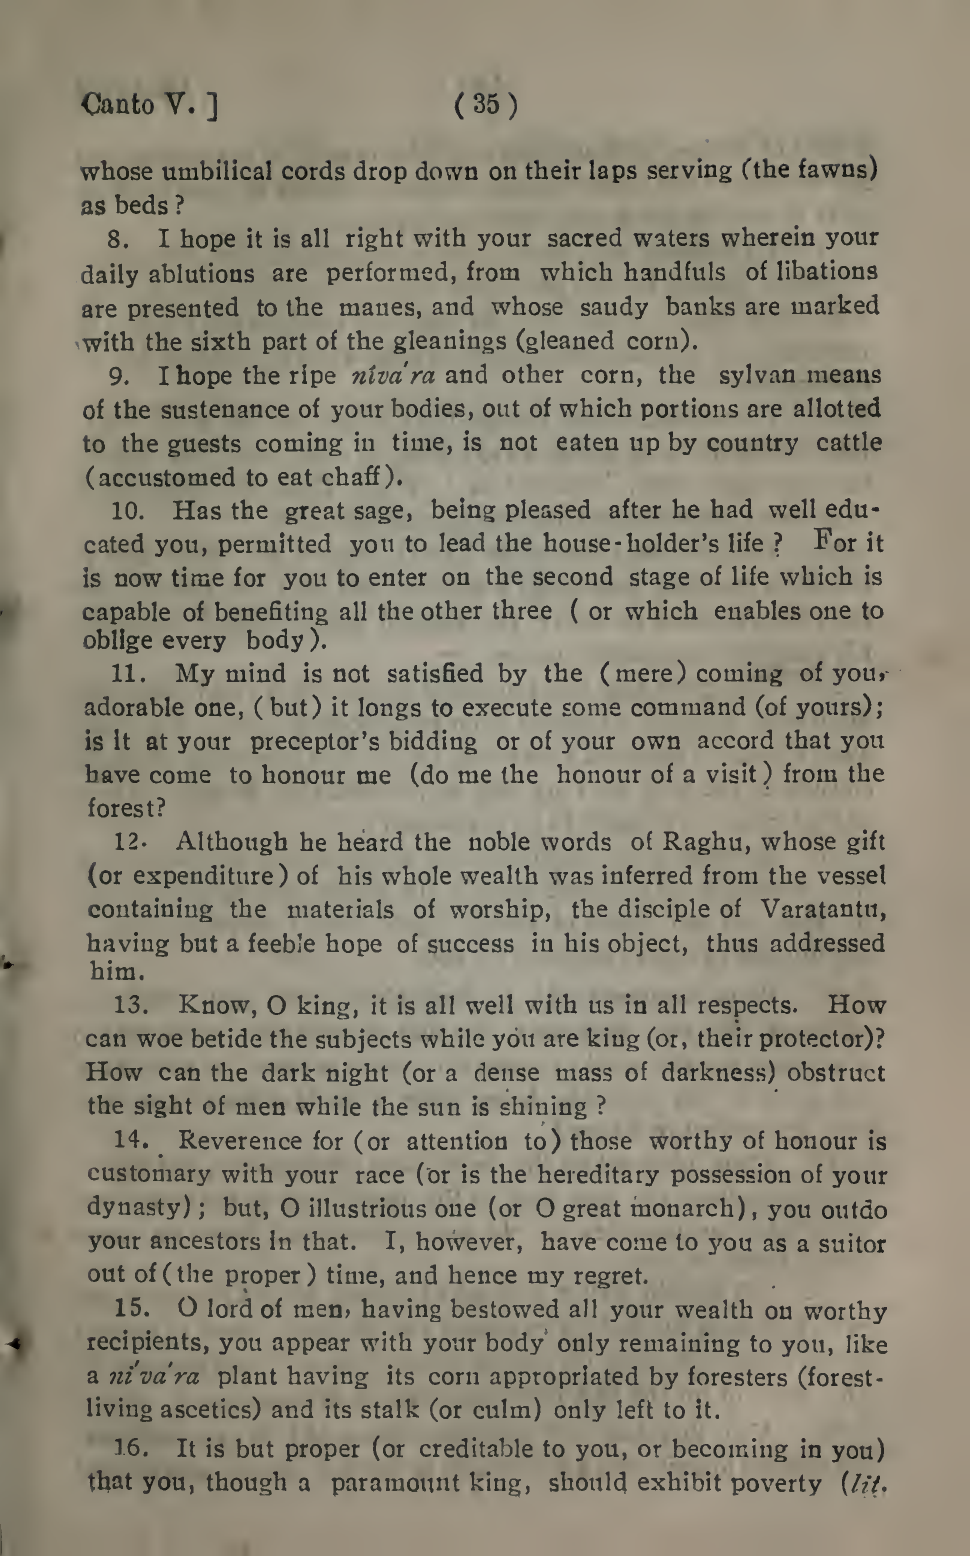 Canto V. ] ( 35 )
whose umbilical cords drop down on their laps serving (the fawns)
as beds ?
8. I hope it is all right with your sacred waters wherein your
daily ablutions are performed, from which handfuls of libations
are presented to the manes, and whose saudy banks are marked
with the sixth part of the gleanings (gleaned corn).
9. I hope the ripe níva'ra and other corn, the sylvan means
of the sustenance of your bodies, out of which portions are allotted
to the guests coming in time, is not eaten up by country cattle
(accustomed to eat chaff).
10. Has the great sage, being pleased after he had well edu-
cated you, permitted you to lead the house-holder's life ? For it
is now time for you to enter on the second stage of life which is
capable of benefiting all the other three ( or which enables one to
oblige every body ).
11. My mind is not satisfied by the (mere) coming of you,
adorable one, ( but ) it longs to execute some command (of yours);
is it at your preceptor's bidding or of your own accord that you
have come to honour me (do me the honour of a visit ) from the
forest?
12. Although he heard the noble words of Raghu, whose gift
(or expenditure ) of his whole wealth was inferred from the vessel
containing the materials of worship, the disciple of Varatantu,
having but a feeble hope of success in his object, thus addressed
him.
13. Know, O king, it is all well with us in all respects. How
can woe betide the subjects while you are king (or, their protector)?
How can the dark night (or a dense mass of darkness) obstruct
the sight of men while the sun is shining ?
14. Reverence for (or attention to) those worthy of honour is
customary with your race (or is the hereditary possession of your
dynasty) ; but, O illustrious one (or O great monarch), you outdo
your ancestors in that. I, however, have come to you as a suitor
out of (the proper ) time, and hence my regret.
15. O lord of men, having bestowed all your wealth on worthy
recipients, you appear with your body only remaining to you, like
a ni'va'ra plant having its corn appropriated by foresters (forest-
living ascetics) and its stalk (or culm) only left to it.
16. It is but proper (or creditable to you, or becoming in you)
that you, though a paramount king, should exhibit poverty (lit.